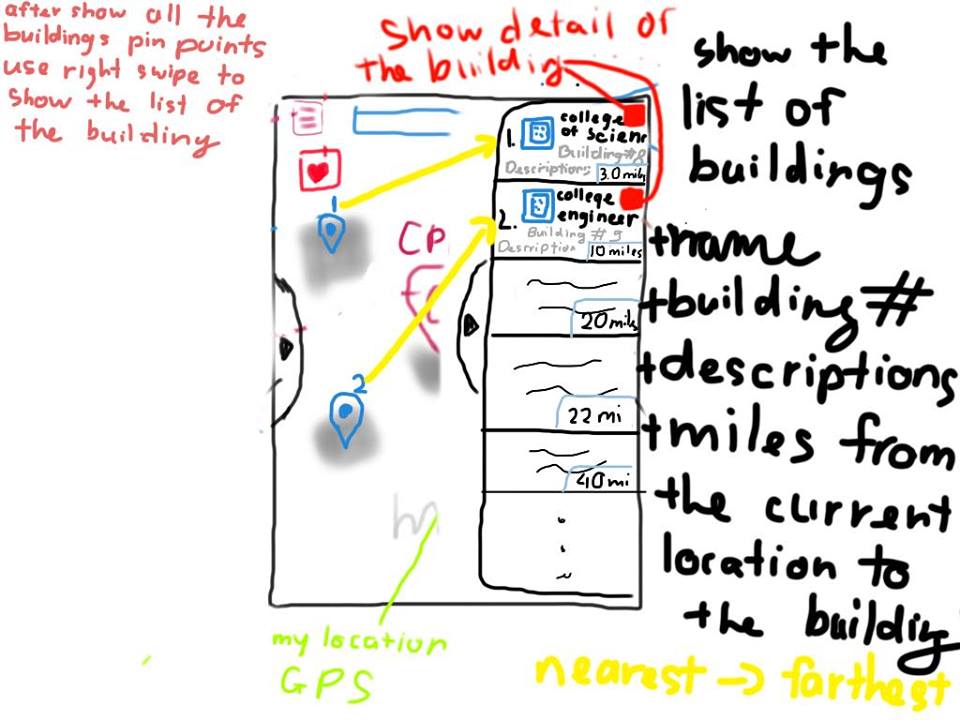 after show all the
buildings pin points
use right swipe to
show the list of
the building
show detail of
the building
show the
list of
buildings
+name
+building #
+descriptions
+miles from
the current
location to
the building
nearest → farthest
1
2
CP
1. college
of scienc
Building #8
Descriptions
3.0 miles
2. college
engineer
Building # 9
Description
10 miles
20 mils
22 mi
40 mi
my location
GPS